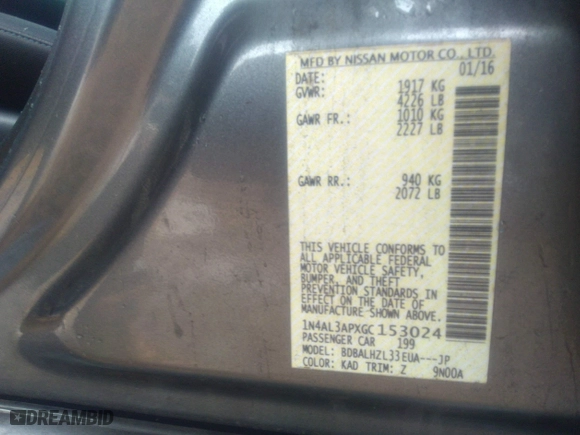 MFD BY NISSAN MOTOR CO., LTD.
DATE: 01/16
GVWR: 1917 KG
4226 LB
GAWR FR.: 1010 KG
2227 LB
GAWR RR.: 940 KG
2072 LB
THIS VEHICLE CONFORMS TO
ALL APPLICABLE FEDERAL
MOTOR VEHICLE SAFETY,
BUMPER, AND THEFT
PREVENTION STANDARDS IN
EFFECT ON THE DATE OF
MANUFACTURE SHOWN ABOVE.
1N4AL3APXGC153024
PASSENGER CAR 199
MODEL: BDBALHZL33EUA---JP
COLOR: KAD TRIM: Z 9N00A
DREAMBID